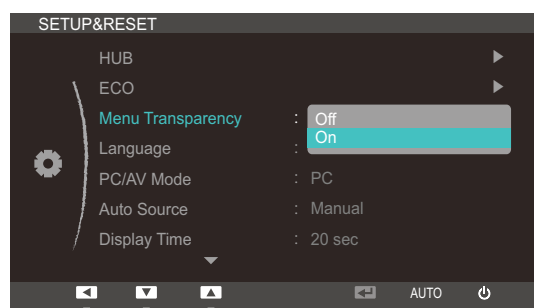 SETUP&RESET
HUB
ECO
Menu Transparency : Off
On
Language :
PC/AV Mode : PC
Auto Source : Manual
Display Time : 20 sec
AUTO